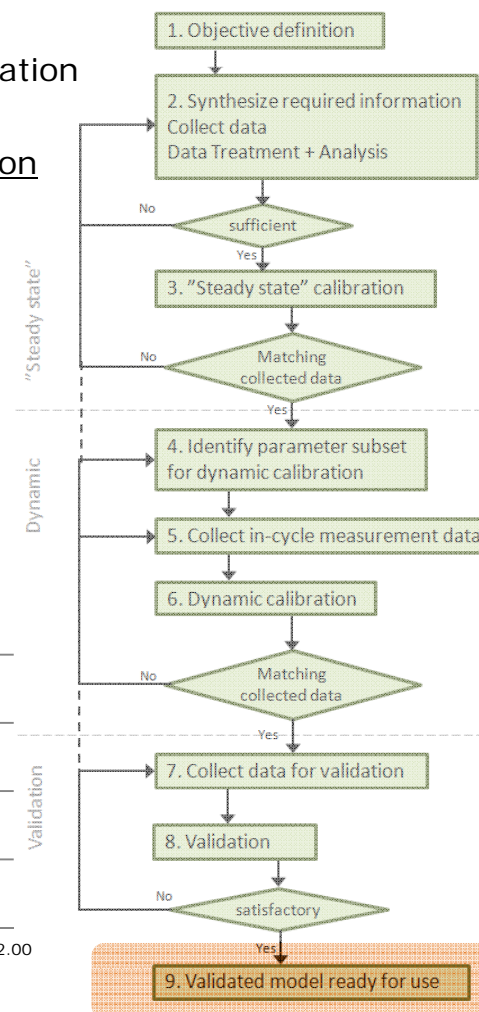 ation
on
1. Objective definition
2. Synthesize required information
Collect data
Data Treatment + Analysis
No
sufficient
Yes
3. ”Steady state” calibration
"Steady state"
No
Matching
collected data
Yes
4. Identify parameter subset
for dynamic calibration
Dynamic
5. Collect in-cycle measurement data
6. Dynamic calibration
No
Matching
collected data
Yes
7. Collect data for validation
Validation
8. Validation
No
satisfactory
2.00
Yes
9. Validated model ready for use